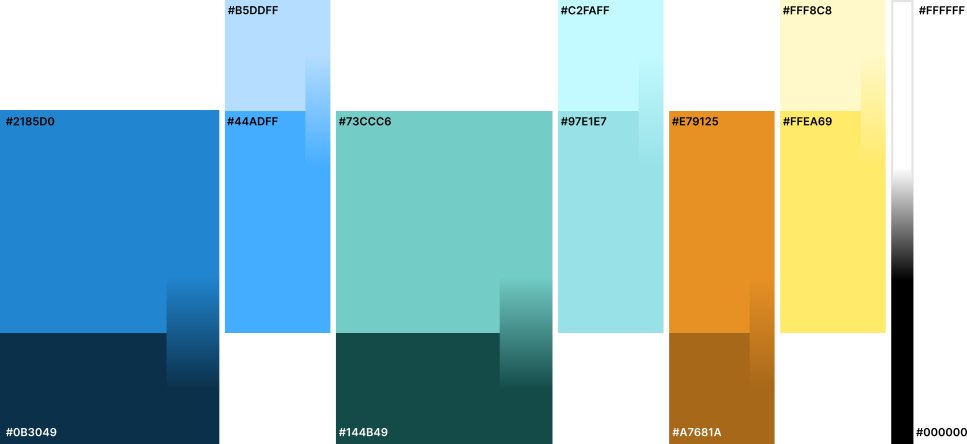 #B5DDFF
#C2FAFF
#FFF8C8
#FFFFFF
#2185D0
#44ADFF
#73CCC6
#97E1E7
#E79125
#FFEA69
#0B3049
#144B49
#A7681A
#000000